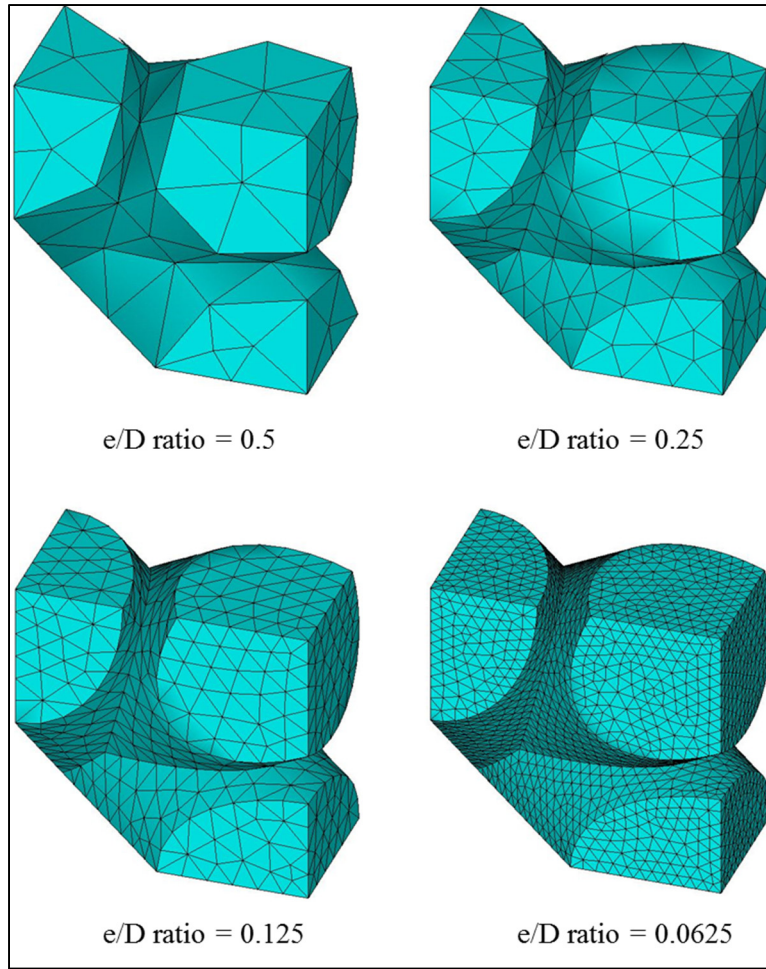 e/D ratio = 0.5
e/D ratio = 0.25
e/D ratio = 0.125
e/D ratio = 0.0625